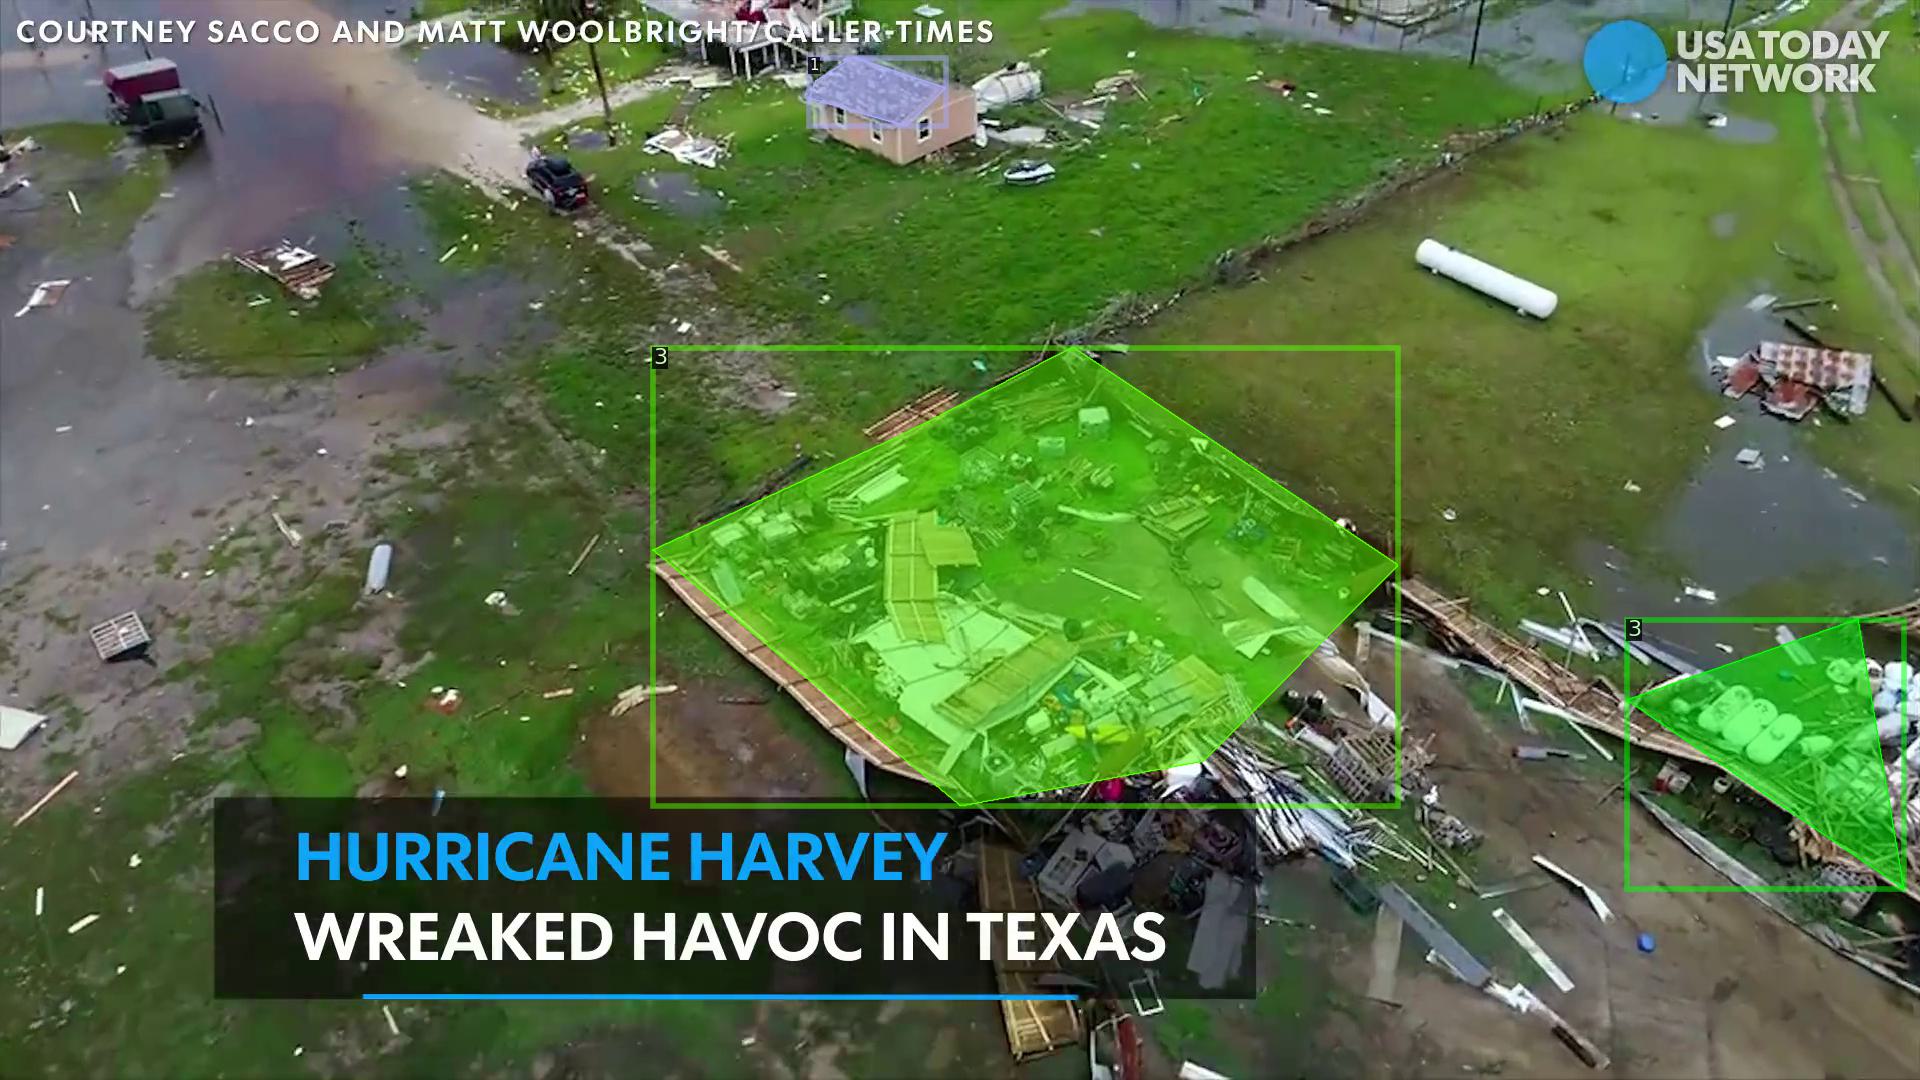 COURTNEY SACCO AND MATT WOOLBRIGHT/CALLER-TIMES
USA TODAY
NETWORK
1
3
3
HURRICANE HARVEY
WREAKED HAVOC IN TEXAS